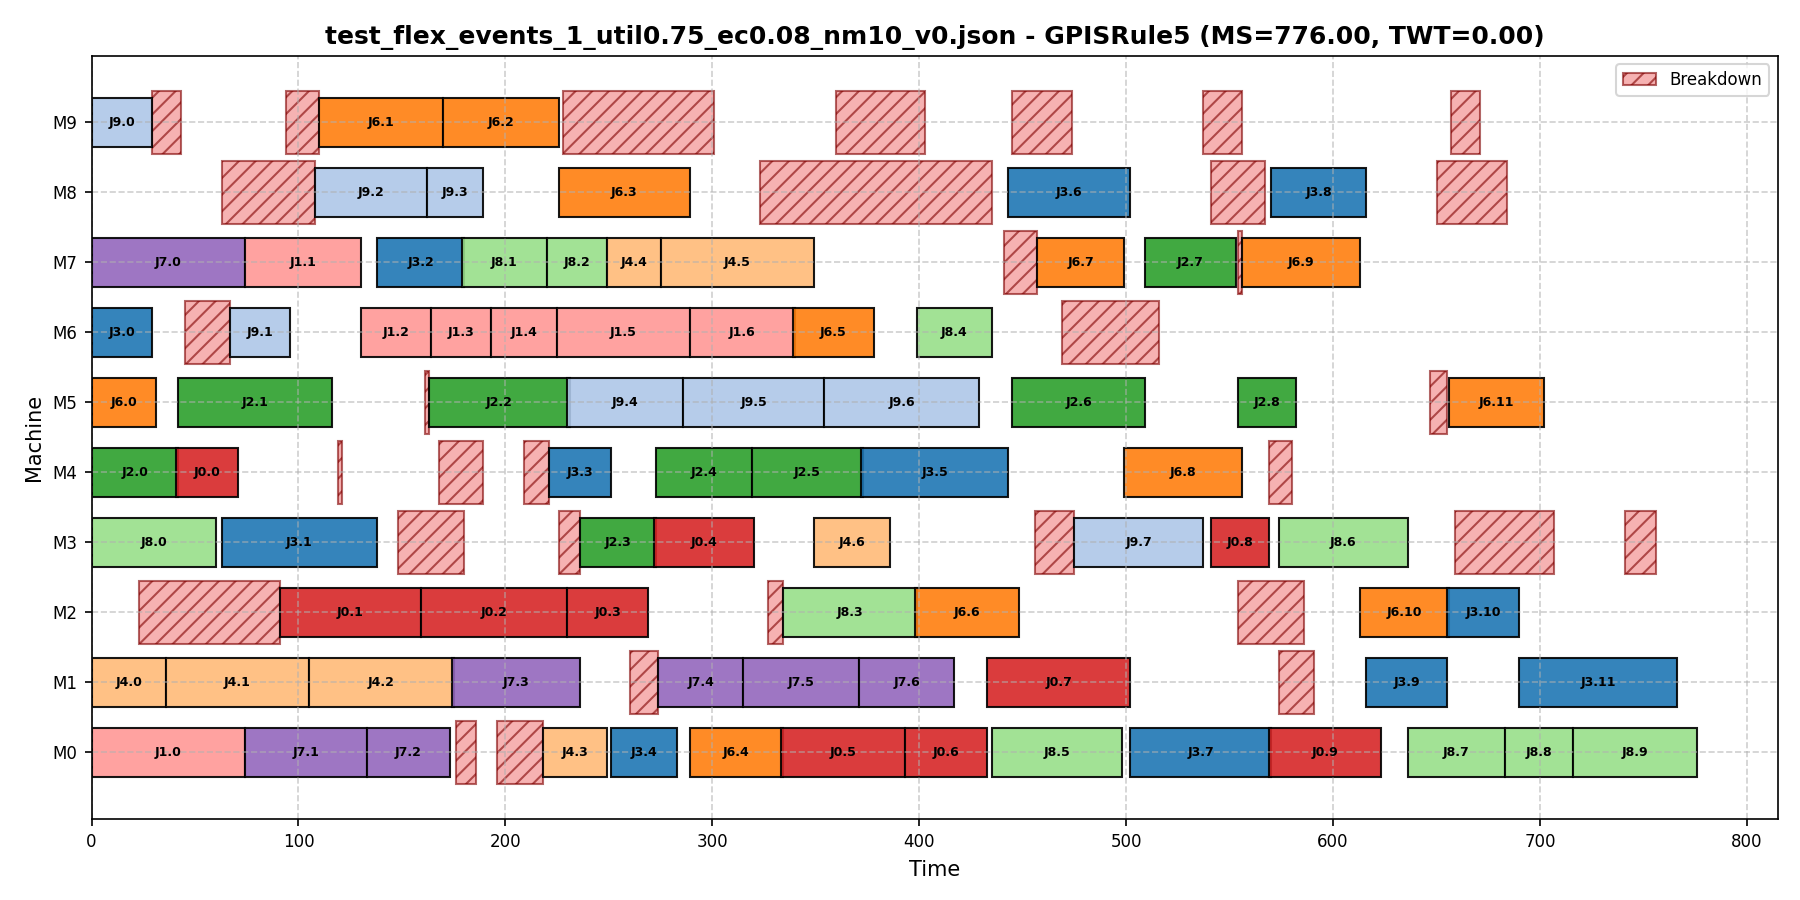 test_flex_events_1_util0.75_ec0.08_nm10_v0.json - GPISRule5 (MS=776.00, TWT=0.00)
Breakdown
M9 J9.0 J6.1 J6.2
M8 J9.2 J9.3 J6.3 J3.6 J3.8
M7 J7.0 J1.1 J3.2 J8.1 J8.2 J4.4 J4.5 J6.7 J2.7 J6.9
M6 J3.0 J9.1 J1.2 J1.3 J1.4 J1.5 J1.6 J6.5 J8.4
M5 J6.0 J2.1 J2.2 J9.4 J9.5 J9.6 J2.6 J2.8 J6.11
M4 J2.0 J0.0 J3.3 J2.4 J2.5 J3.5 J6.8
M3 J8.0 J3.1 J2.3 J0.4 J4.6 J9.7 J0.8 J8.6
M2 J0.1 J0.2 J0.3 J8.3 J6.6 J6.10 J3.10
M1 J4.0 J4.1 J4.2 J7.3 J7.4 J7.5 J7.6 J0.7 J3.9 J3.11
M0 J1.0 J7.1 J7.2 J4.3 J3.4 J6.4 J0.5 J0.6 J8.5 J3.7 J0.9 J8.7 J8.8 J8.9
0 100 200 300 400 500 600 700 800
Time
Machine